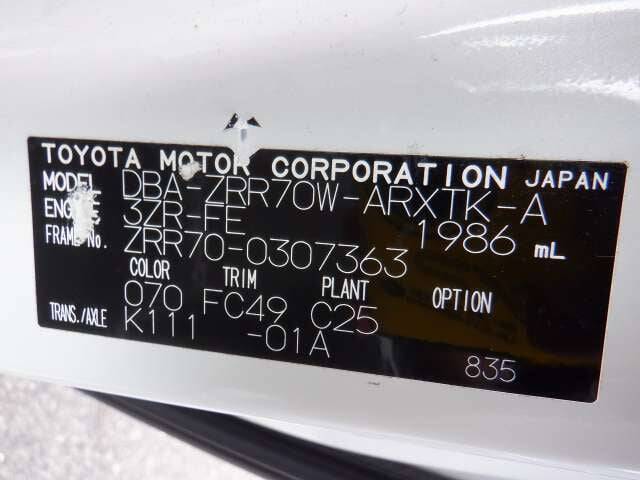 TOYOTA MOTOR CORPORATION JAPAN
MODEL DBA-ZRR70W-ARXTK-A
ENGINE 3ZR-FE 1986 mL
FRAME No. ZRR70-0307363
COLOR TRIM PLANT OPTION
070 FC49 C25
TRANS./AXLE K111 -01A 835